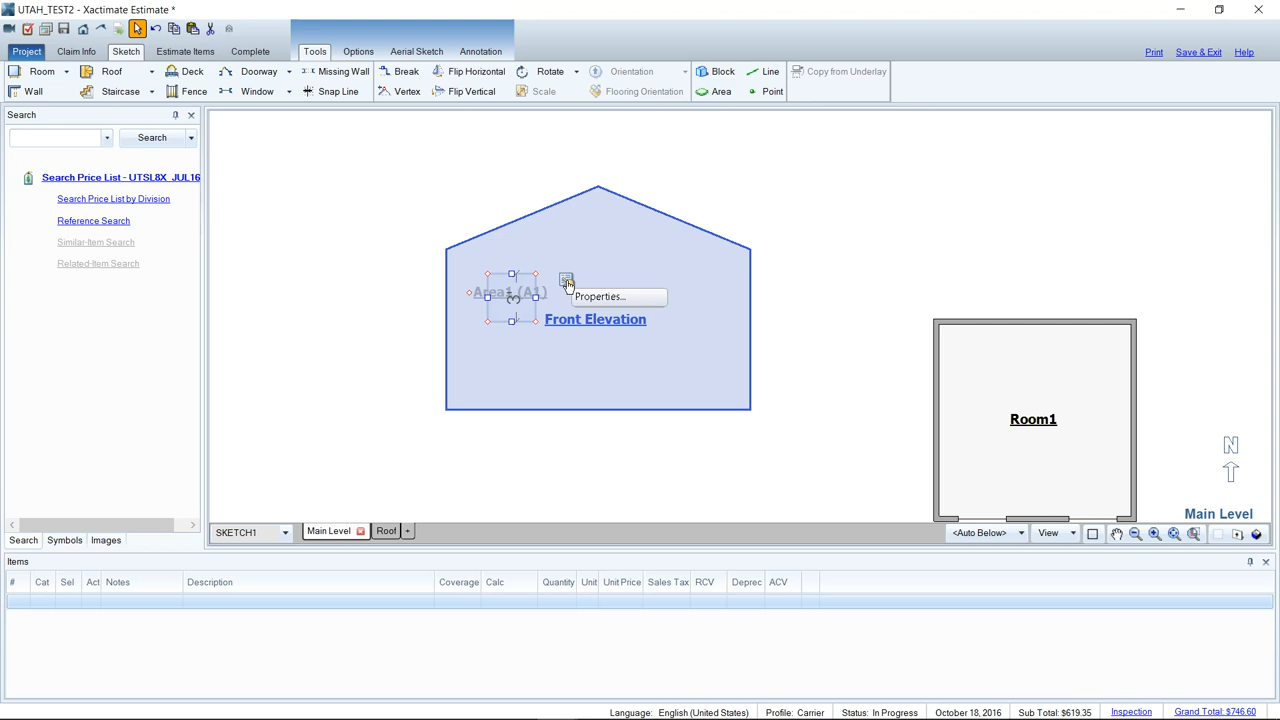 UTAH_TEST2 - Xactimate Estimate *
Project Claim Info Sketch Estimate Items Complete Tools Options Aerial Sketch Annotation Print Save & Exit Help
Room Roof Deck Doorway Missing Wall Break Flip Horizontal Rotate Orientation Block Line Copy from Underlay
Wall Staircase Fence Window Snap Line Vertex Flip Vertical Scale Flooring Orientation Area Point
Search
Search
Search Price List - UTSL8X_JUL16
Search Price List by Division
Reference Search
Similar-Item Search
Related-Item Search
Area1 (A1)
3'
Properties...
Front Elevation
Room1
N
Main Level
SKETCH1 Main Level Roof + <Auto Below> View
Search Symbols Images
Items
# Cat Sel Act Notes Description Coverage Calc Quantity Unit Unit Price Sales Tax RCV Deprec ACV
Language: English (United States) Profile: Carrier Status: In Progress October 18, 2016 Sub Total: $619.35 Inspection Grand Total: $746.60